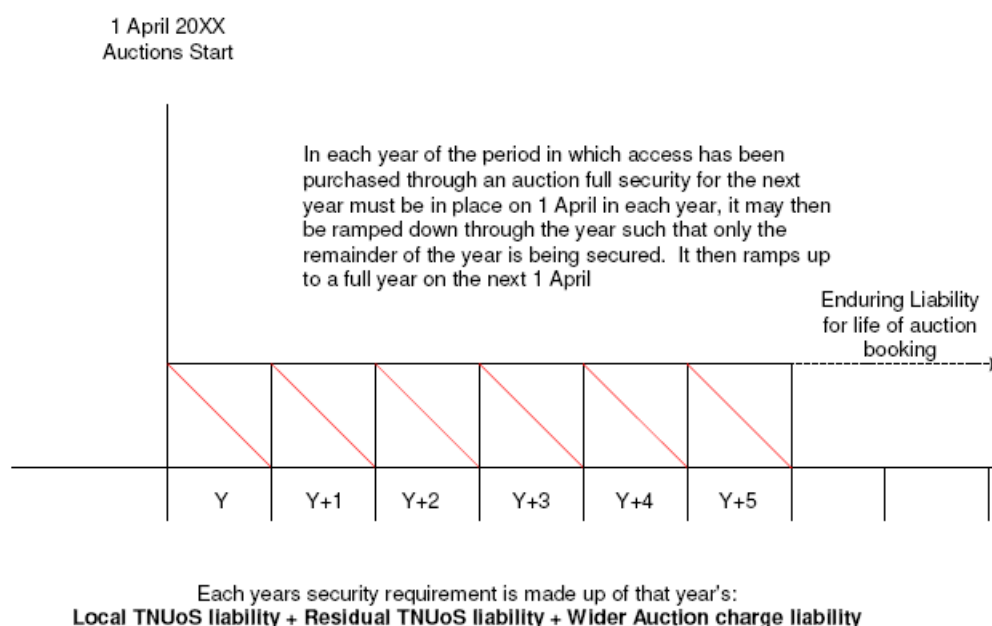 1 April 20XX
Auctions Start
In each year of the period in which access has been
purchased through an auction full security for the next
year must be in place on 1 April in each year, it may then
be ramped down through the year such that only the
remainder of the year is being secured.  It then ramps up
to a full year on the next 1 April
Enduring Liability
for life of auction
booking
Y
Y+1
Y+2
Y+3
Y+4
Y+5
Each years security requirement is made up of that year's:
Local TNUoS liability + Residual TNUoS liability + Wider Auction charge liability